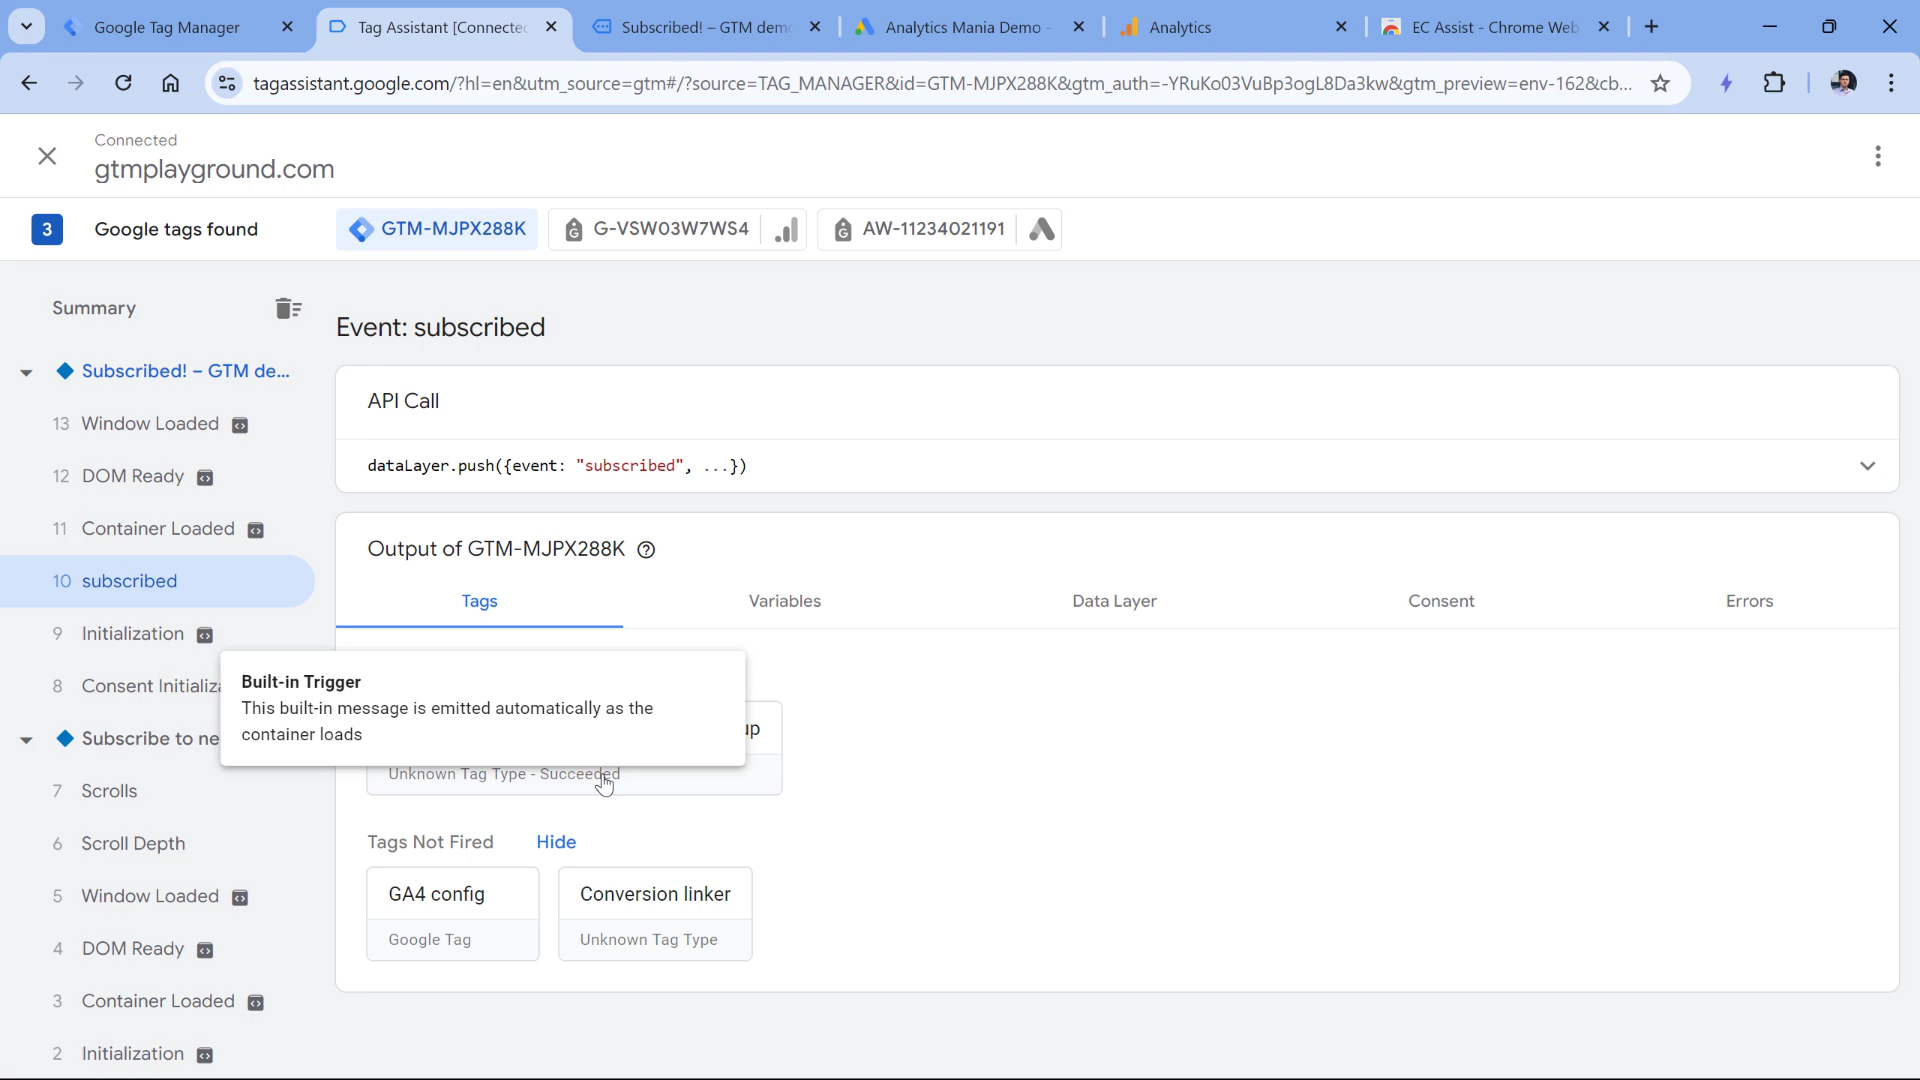 Google Tag Manager
Tag Assistant [Connected
Subscribed! – GTM demo
Analytics Mania Demo -
Analytics
EC Assist - Chrome Web
tagassistant.google.com/?hl=en&utm_source=gtm#/?source=TAG_MANAGER&id=GTM-MJPX288K&gtm_auth=-YRuKo03VuBp3ogL8Da3kw&gtm_preview=env-162&cb...
Connected
gtmplayground.com
3
Google tags found
GTM-MJPX288K
G-VSW03W7WS4
AW-11234021191
Summary
Subscribed! – GTM de...
13 Window Loaded
12 DOM Ready
11 Container Loaded
10 subscribed
9 Initialization
8 Consent Initializa
Subscribe to ne
7 Scrolls
6 Scroll Depth
5 Window Loaded
4 DOM Ready
3 Container Loaded
2 Initialization
Event: subscribed
API Call
dataLayer.push({event: "subscribed", ...})
Output of GTM-MJPX288K
Tags
Variables
Data Layer
Consent
Errors
Built-in Trigger
This built-in message is emitted automatically as the
container loads
up
Unknown Tag Type - Succeeded
Tags Not Fired
Hide
GA4 config
Google Tag
Conversion linker
Unknown Tag Type